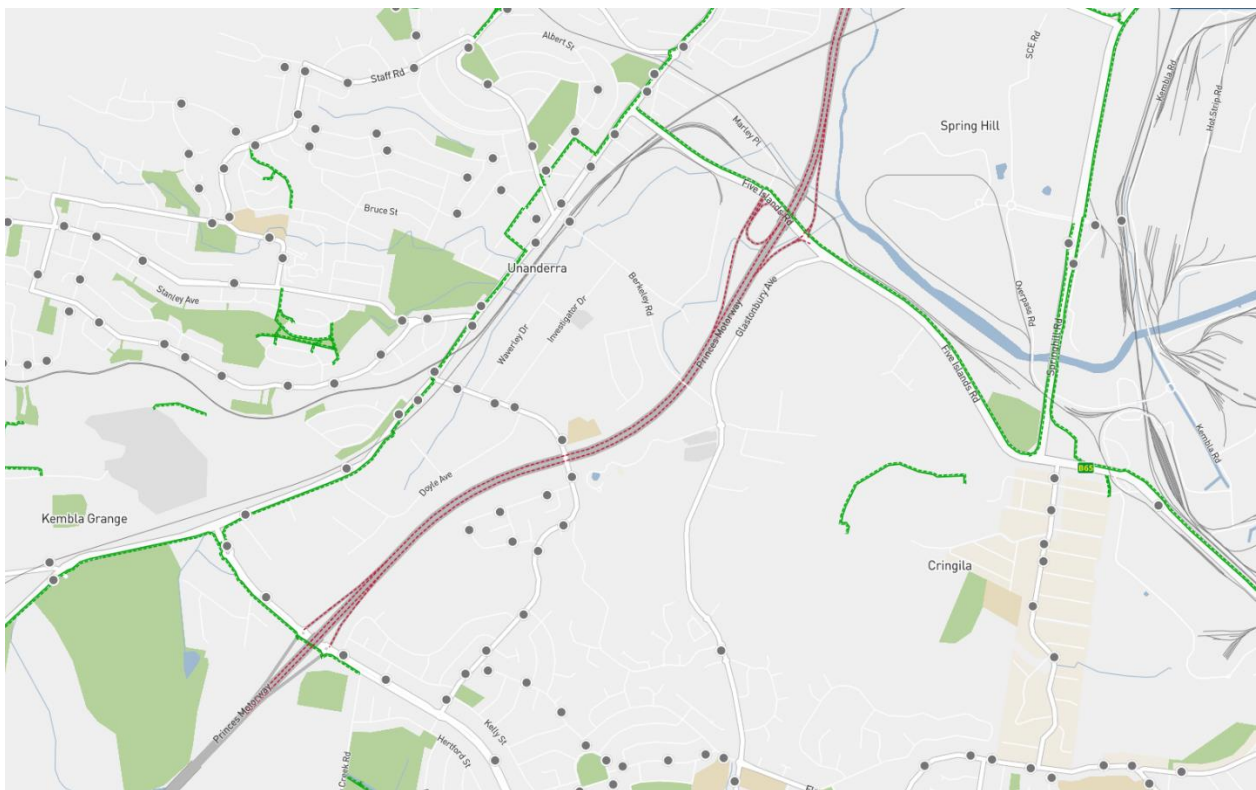 Albert St
Staff Rd
SCE Rd
Kembla Rd
Hot Strip Rd
Marley Pl
Spring Hill
Five Islands Rd
Bruce St
Unanderra
Berkeley Rd
Stanley Ave
Investigator Dr
Waverley Dr
Princes Motorway
Glastonbury Ave
Overpass Rd
Springhill Rd
Five Islands Rd
Kembla Rd
B65
Doyle Ave
Kembla Grange
Cringila
Princes Motorway
Kelly St
Hertford St
Creek Rd